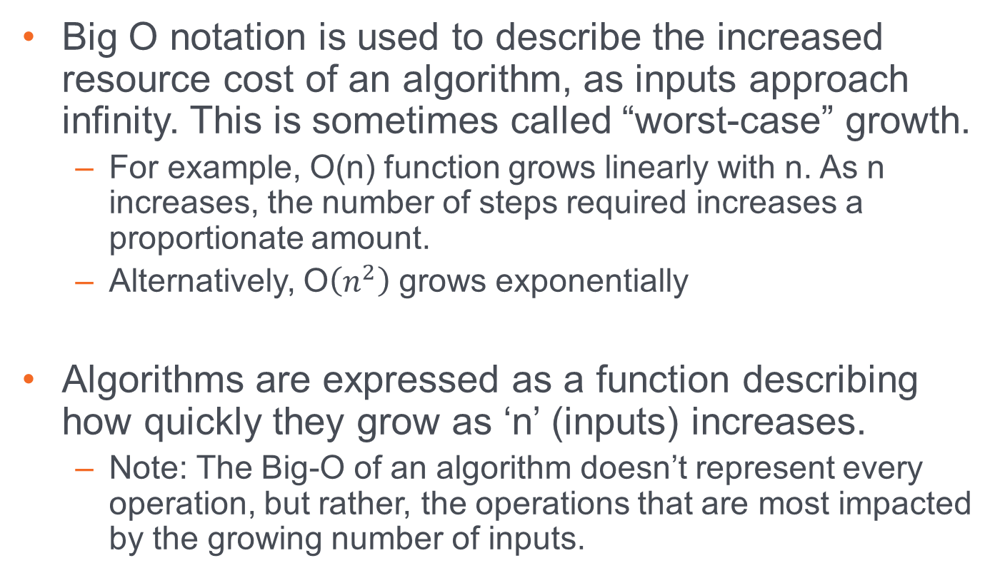 • Big O notation is used to describe the increased
resource cost of an algorithm, as inputs approach
infinity. This is sometimes called “worst-case” growth.
– For example, O(n) function grows linearly with n. As n
increases, the number of steps required increases a
proportionate amount.
– Alternatively, O(𝑛²) grows exponentially
• Algorithms are expressed as a function describing
how quickly they grow as ‘n’ (inputs) increases.
– Note: The Big-O of an algorithm doesn’t represent every
operation, but rather, the operations that are most impacted
by the growing number of inputs.